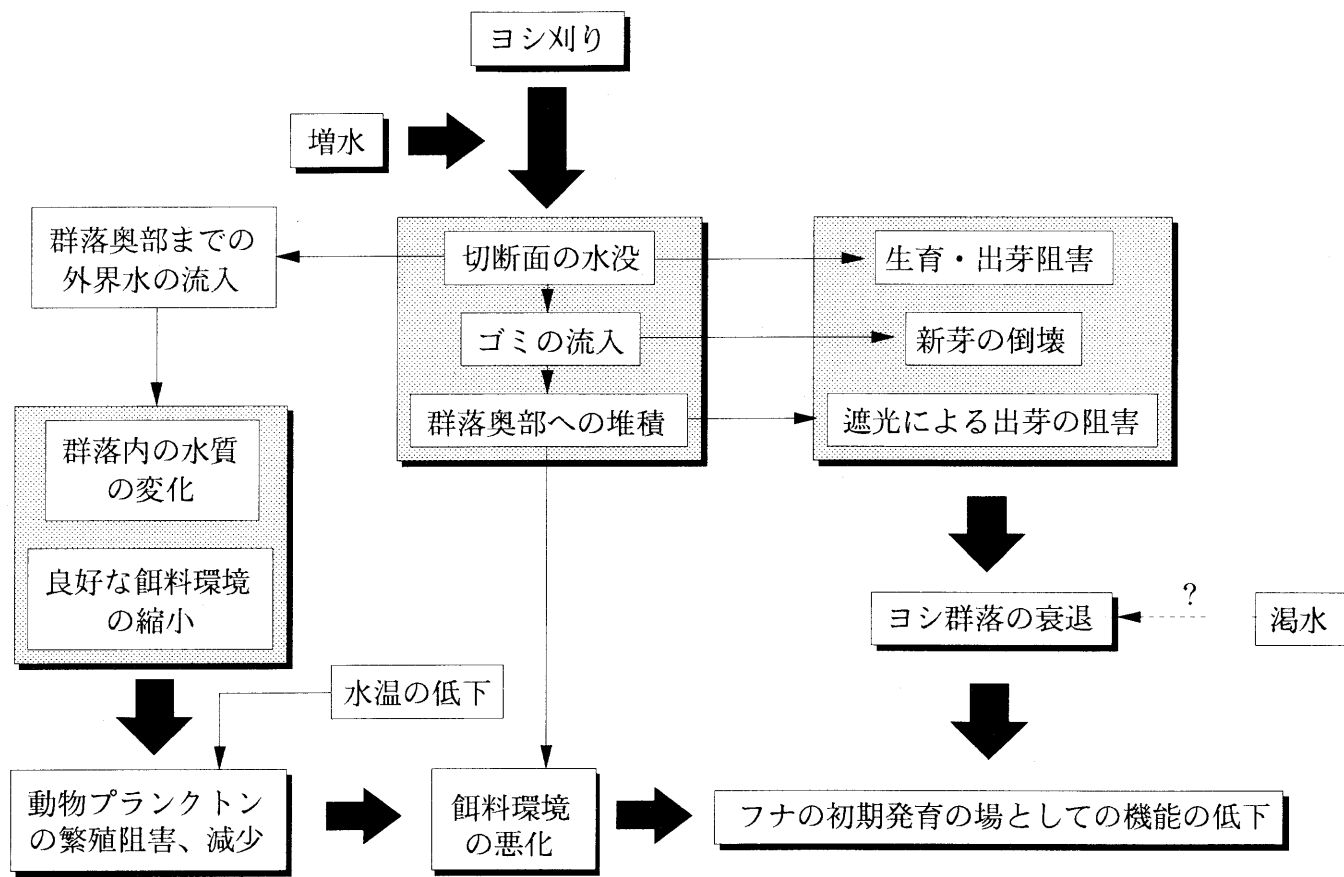 ヨシ刈り
増水
群落奥部までの
外界水の流入
切断面の水没
生育・出芽阻害
ゴミの流入
新芽の倒壊
群落奥部への堆積
遮光による出芽の阻害
群落内の水質
の変化
良好な餌料環境
の縮小
ヨシ群落の衰退
?
渇水
水温の低下
動物プランクトン
の繁殖阻害、減少
餌料環境
の悪化
フナの初期発育の場としての機能の低下